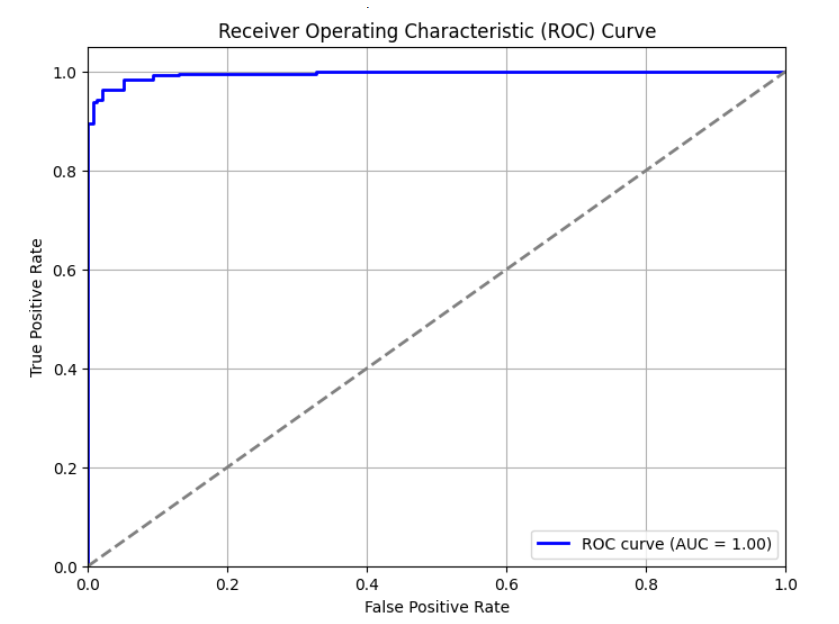 Receiver Operating Characteristic (ROC) Curve
True Positive Rate
1.0
0.8
0.6
0.4
0.2
0.0
0.0 0.2 0.4 0.6 0.8 1.0
False Positive Rate
ROC curve (AUC = 1.00)